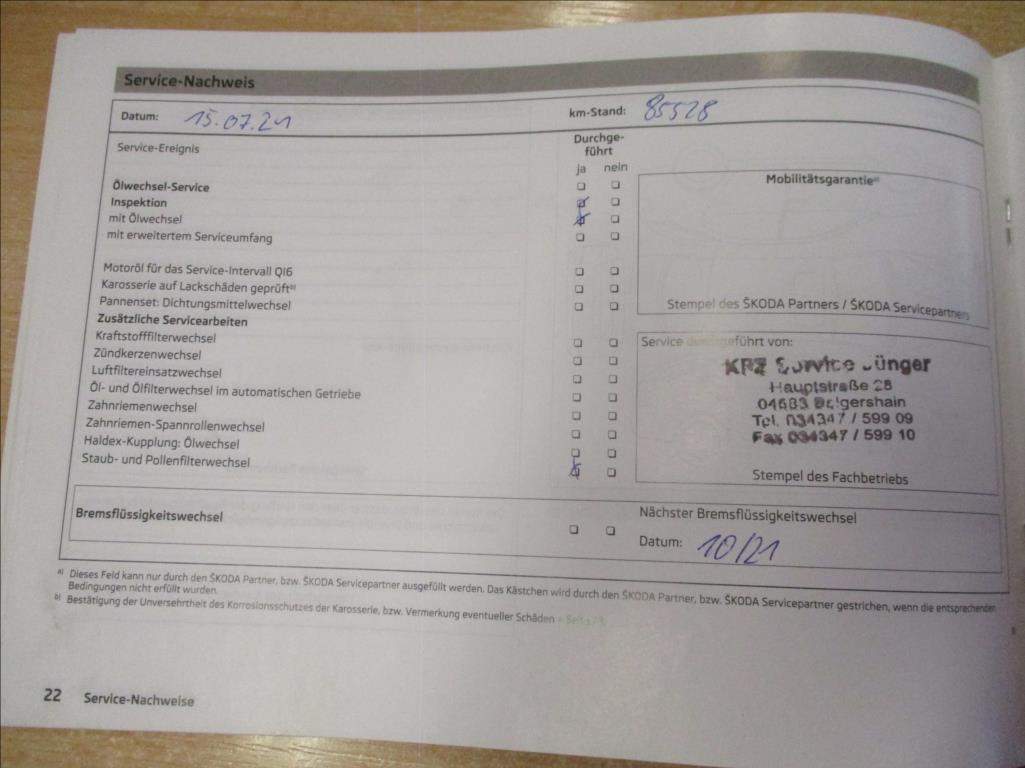 Service-Nachweis
Datum: 15.07.21
km-Stand: 85528
Service-Ereignis
Durchge-
führt
ja nein
Ölwechsel-Service
Inspektion
mit Ölwechsel
mit erweitertem Serviceumfang
Motoröl für das Service-Intervall QI6
Karosserie auf Lackschäden geprüft b)
Pannenset: Dichtungsmittelwechsel
Zusätzliche Servicearbeiten
Kraftstofffilterwechsel
Zündkerzenwechsel
Luftfiltereinsatzwechsel
Öl- und Ölfilterwechsel im automatischen Getriebe
Zahnriemenwechsel
Zahnriemen-Spannrollenwechsel
Haldex-Kupplung: Ölwechsel
Staub- und Pollenfilterwechsel
Mobilitätsgarantie a)
Stempel des ŠKODA Partners / ŠKODA Servicepartners
Service durchgeführt von:
KFZ Service Jünger
Hauptstraße 28
04683 Belgershain
Tel. 034347 / 599 09
Fax 034347 / 599 10
Stempel des Fachbetriebs
Bremsflüssigkeitswechsel
Nächster Bremsflüssigkeitswechsel
Datum: 10/21
a) Dieses Feld kann nur durch den ŠKODA Partner, bzw. ŠKODA Servicepartner ausgefüllt werden. Das Kästchen wird durch den ŠKODA Partner, bzw. ŠKODA Servicepartner gestrichen, wenn die entsprechenden
Bedingungen nicht erfüllt wurden.
b) Bestätigung der Unversehrtheit des Korrosionsschutzes der Karosserie, bzw. Vermerkung eventueller Schäden
22 Service-Nachweise